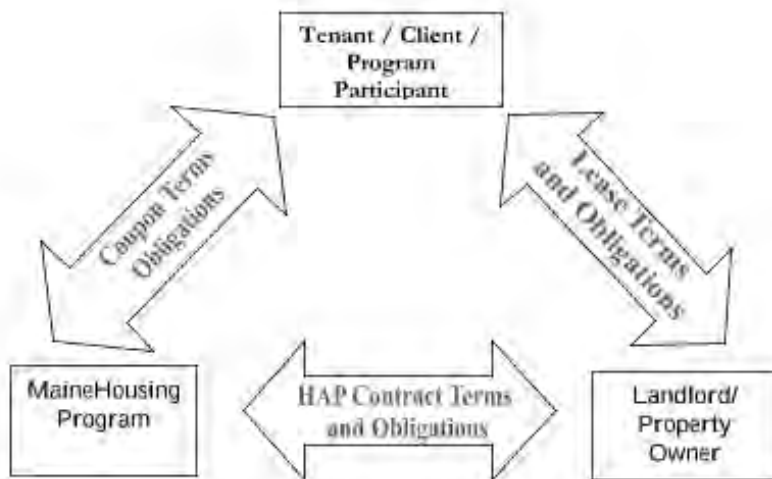 Tenant / Client /
Program
Participant
Coupon Terms
Obligations
Lease Terms
and Obligations
MaineHousing
Program
HAP Contract Terms
and Obligations
Landlord/
Property
Owner